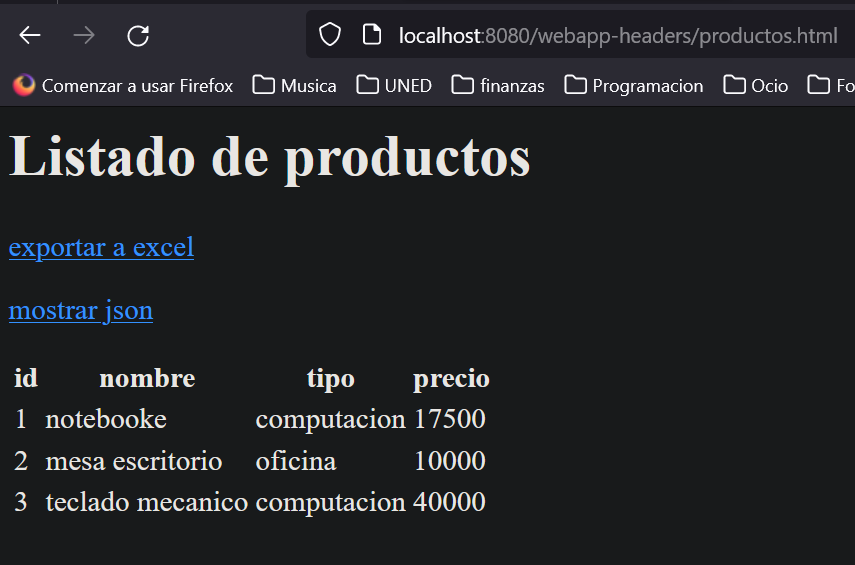 localhost:8080/webapp-headers/productos.html
Comenzar a usar Firefox Musica UNED finanzas Programacion Ocio Fo
Listado de productos
exportar a excel
mostrar json
id nombre tipo precio
1 notebooke computacion 17500
2 mesa escritorio oficina 10000
3 teclado mecanico computacion 40000